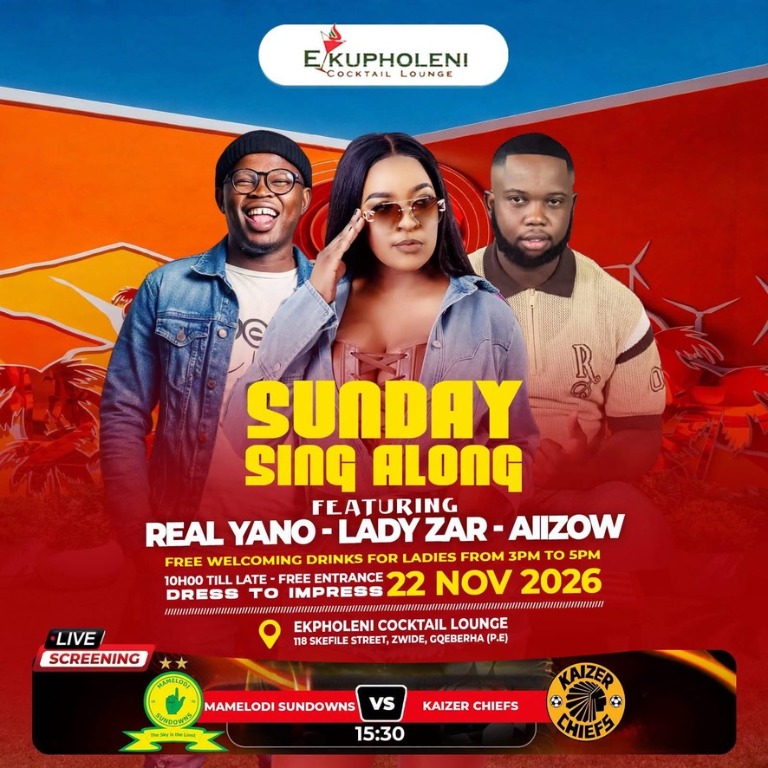 E/KUPHOLENI
COCKTAIL LOUNGE
SUNDAY
SING ALONG
FEATURING
REAL YANO - LADY ZAR - AIIZOW
FREE WELCOMING DRINKS FOR LADIES FROM 3PM TO 5PM
10H00 TILL LATE - FREE ENTRANCE
DRESS TO IMPRESS
22 NOV 2026
EKPHOLENI COCKTAIL LOUNGE
118 SKEFILE STREET, ZWIDE, GQEBERHA (P.E)
LIVE
SCREENING
MAMELODI
SUNDOWNS
The Sky is the Limit
MAMELODI SUNDOWNS
VS
KAIZER CHIEFS
15:30
KAIZER
CHIEFS
R